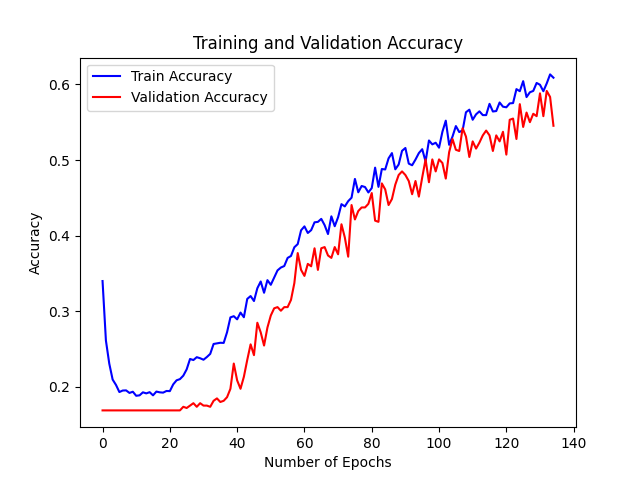 Training and Validation Accuracy
Train Accuracy
Validation Accuracy
0.6
0.5
0.4
0.3
0.2
Accuracy
0 20 40 60 80 100 120 140
Number of Epochs